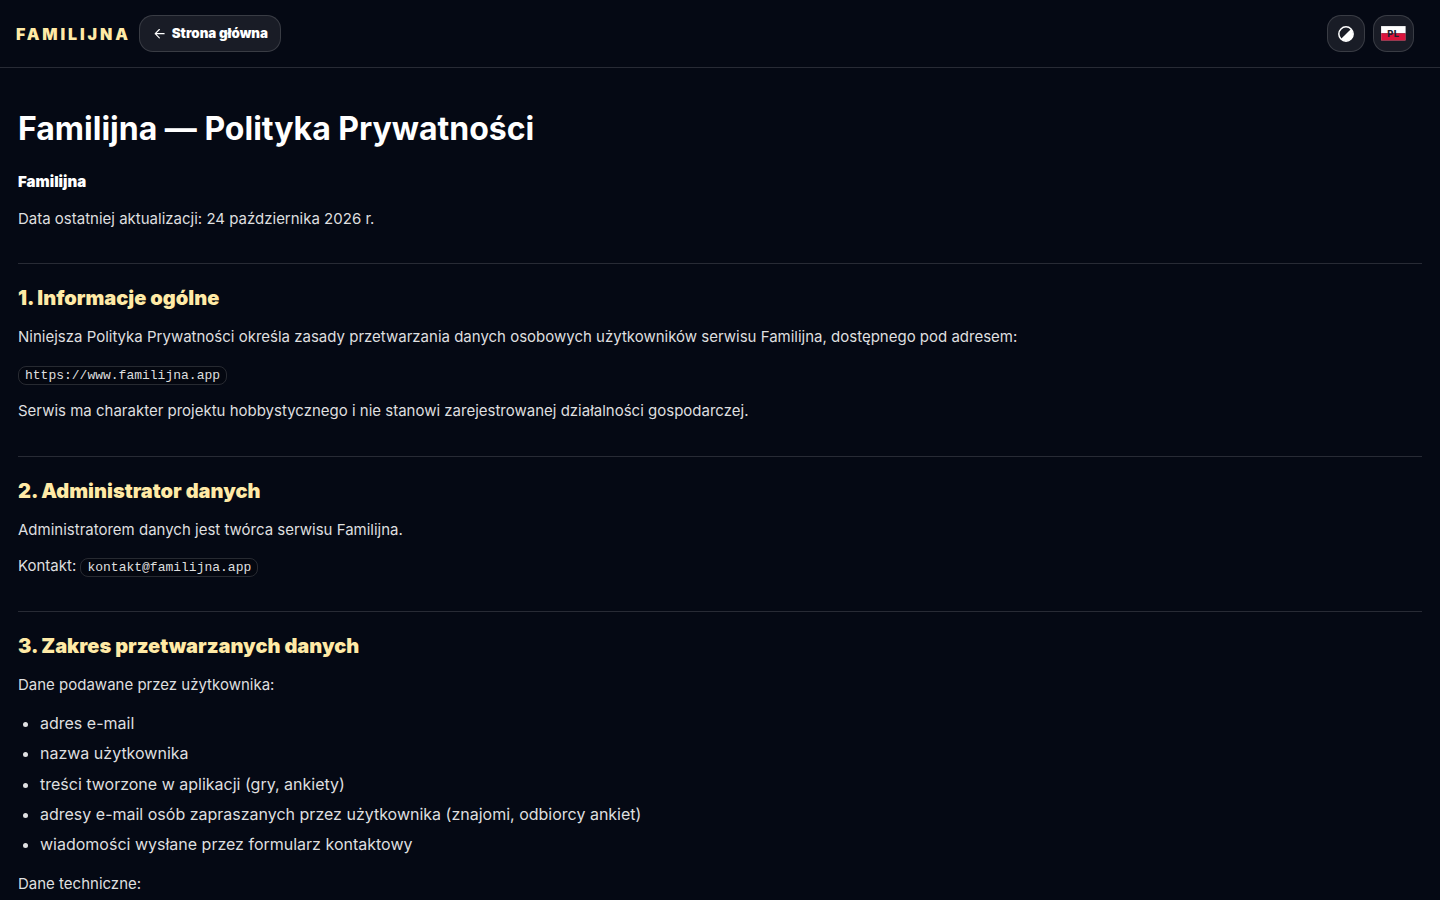 FAMILIJNA
← Strona główna
PL
Familijna — Polityka Prywatności
Familijna
Data ostatniej aktualizacji: 24 października 2026 r.
1. Informacje ogólne
Niniejsza Polityka Prywatności określa zasady przetwarzania danych osobowych użytkowników serwisu Familijna, dostępnego pod adresem:
https://www.familijna.app
Serwis ma charakter projektu hobbystycznego i nie stanowi zarejestrowanej działalności gospodarczej.
2. Administrator danych
Administratorem danych jest twórca serwisu Familijna.
Kontakt: kontakt@familijna.app
3. Zakres przetwarzanych danych
Dane podawane przez użytkownika:
• adres e-mail
• nazwa użytkownika
• treści tworzone w aplikacji (gry, ankiety)
• adresy e-mail osób zapraszanych przez użytkownika (znajomi, odbiorcy ankiet)
• wiadomości wysłane przez formularz kontaktowy
Dane techniczne: